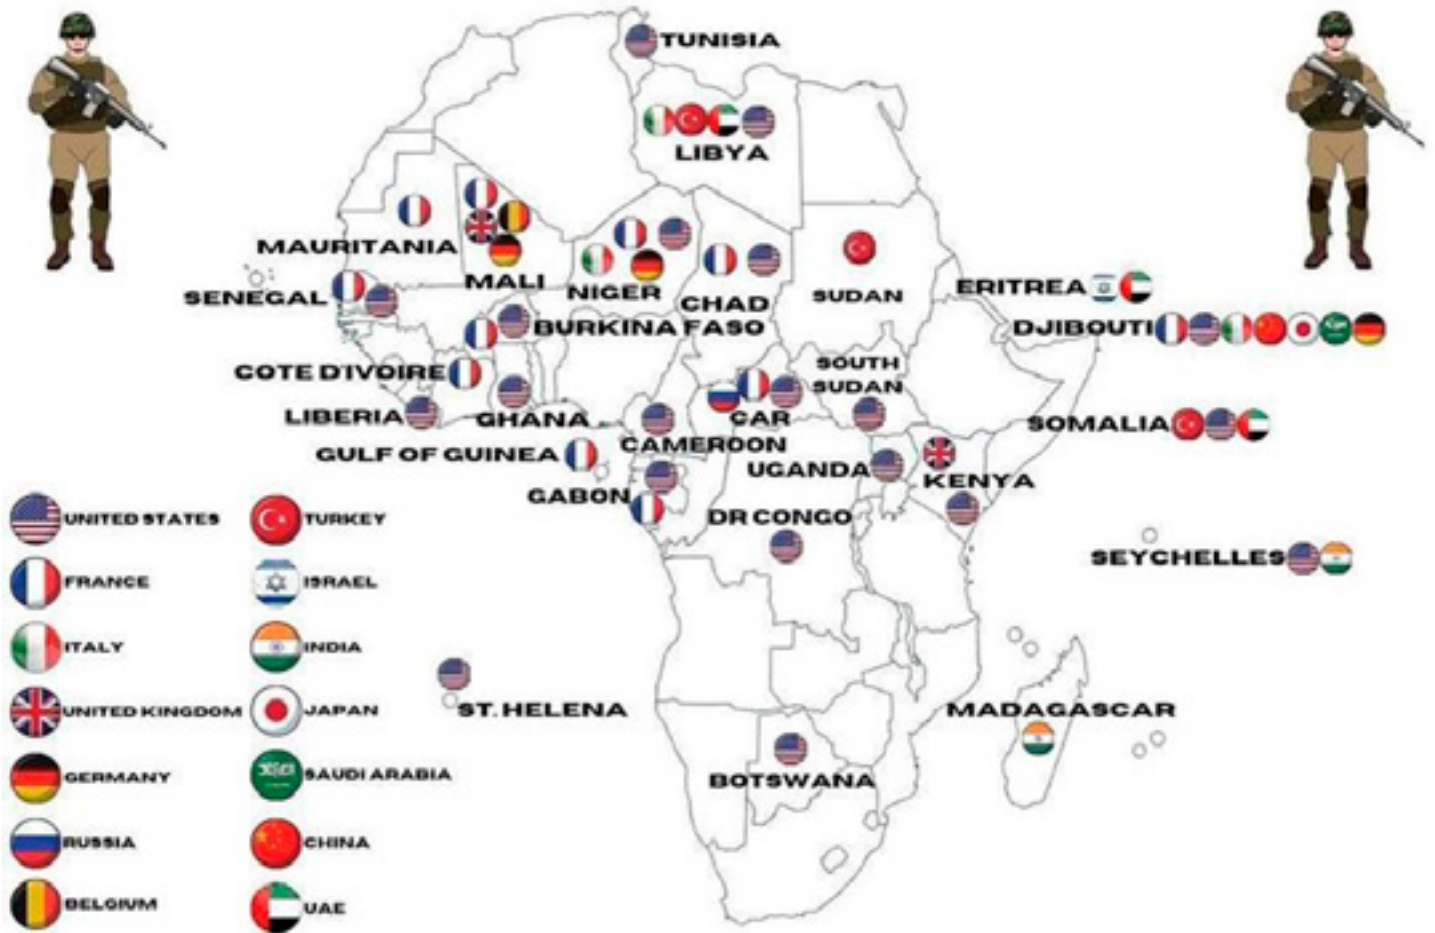 TUNISIA
LIBYA
MAURITANIA
MALI
NIGER
CHAD
SUDAN
ERITREA
SENEGAL
BURKINA FASO
DJIBOUTI
COTE D'IVOIRE
SOUTH
SUDAN
LIBERIA
GHANA
CAR
SOMALIA
CAMEROON
GULF OF GUINEA
UGANDA
KENYA
GABON
DR CONGO
SEYCHELLES
ST. HELENA
MADAGASCAR
BOTSWANA
UNITED STATES
FRANCE
ITALY
UNITED KINGDOM
GERMANY
RUSSIA
BELGIUM
TURKEY
ISRAEL
INDIA
JAPAN
SAUDI ARABIA
CHINA
UAE